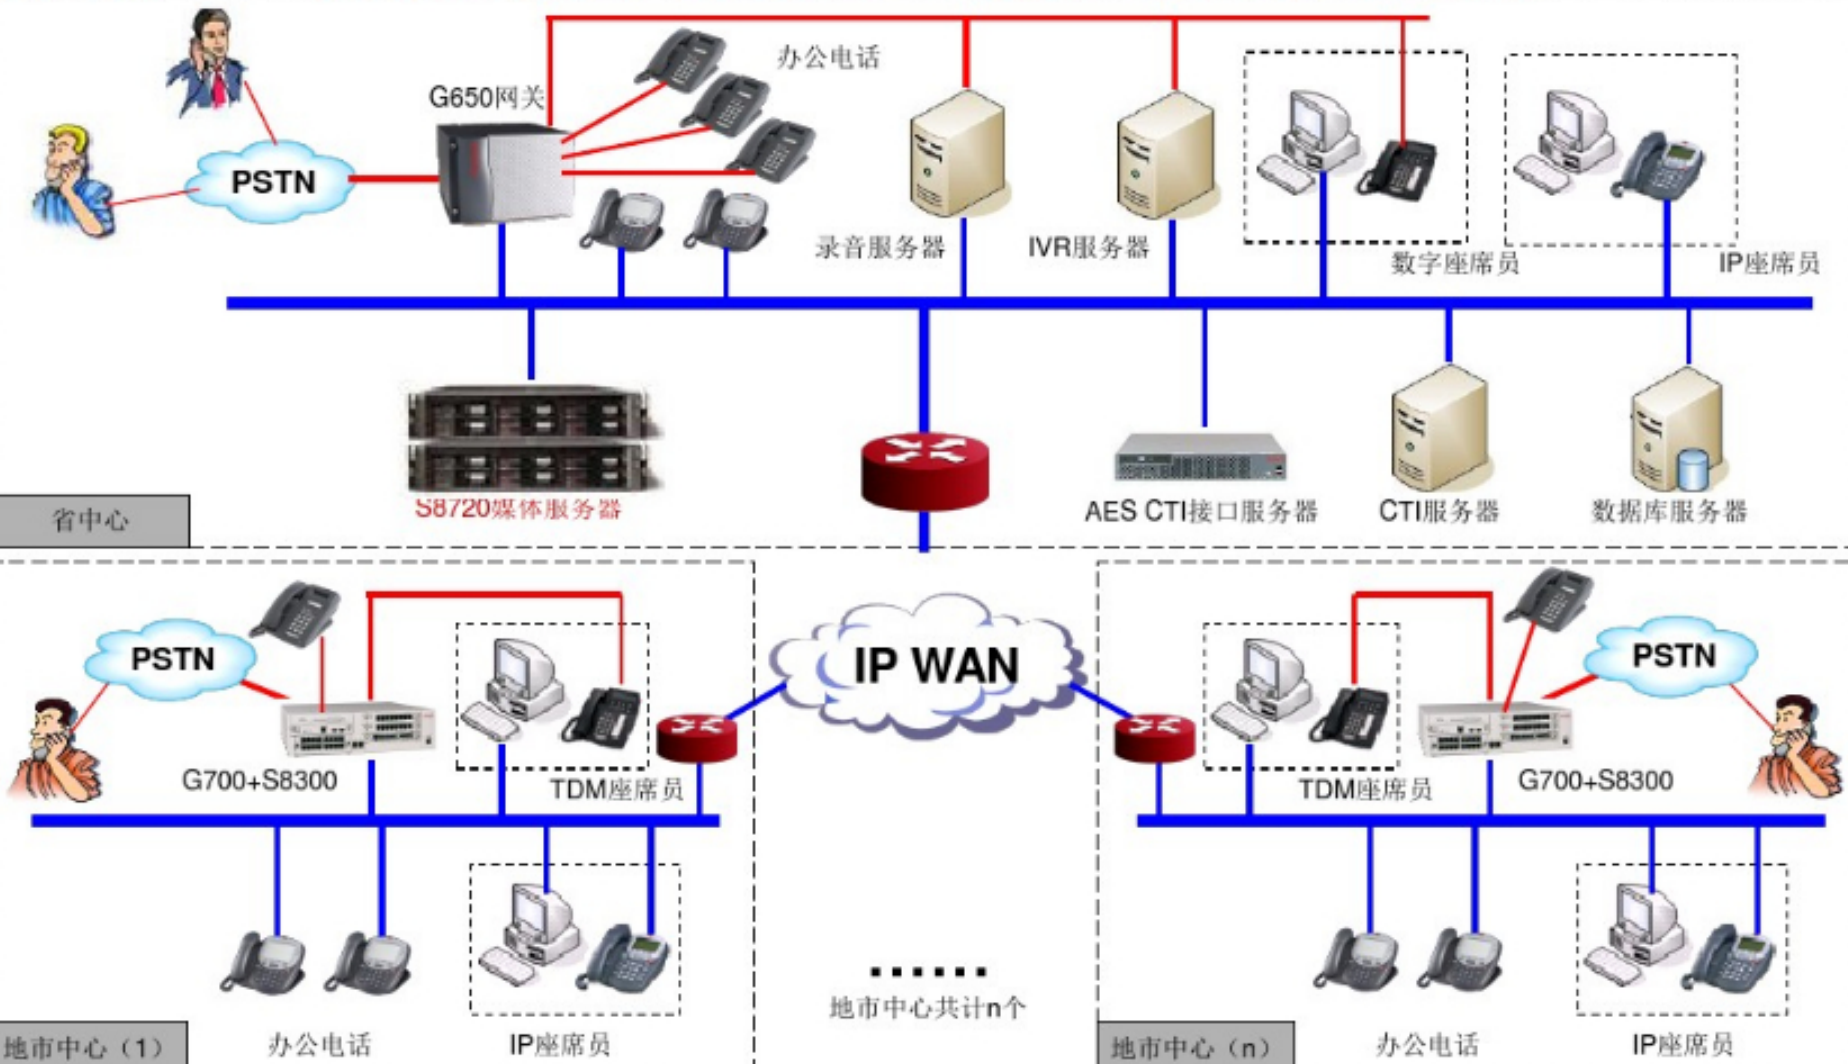 办公电话
G650网关
PSTN
录音服务器
IVR服务器
数字座席员
IP座席员
S8720媒体服务器
AES CTI接口服务器
CTI服务器
数据库服务器
省中心
PSTN
G700+S8300
TDM座席员
IP WAN
TDM座席员
G700+S8300
PSTN
地市中心共计n个
地市中心（1）
办公电话
IP座席员
地市中心（n）
办公电话
IP座席员